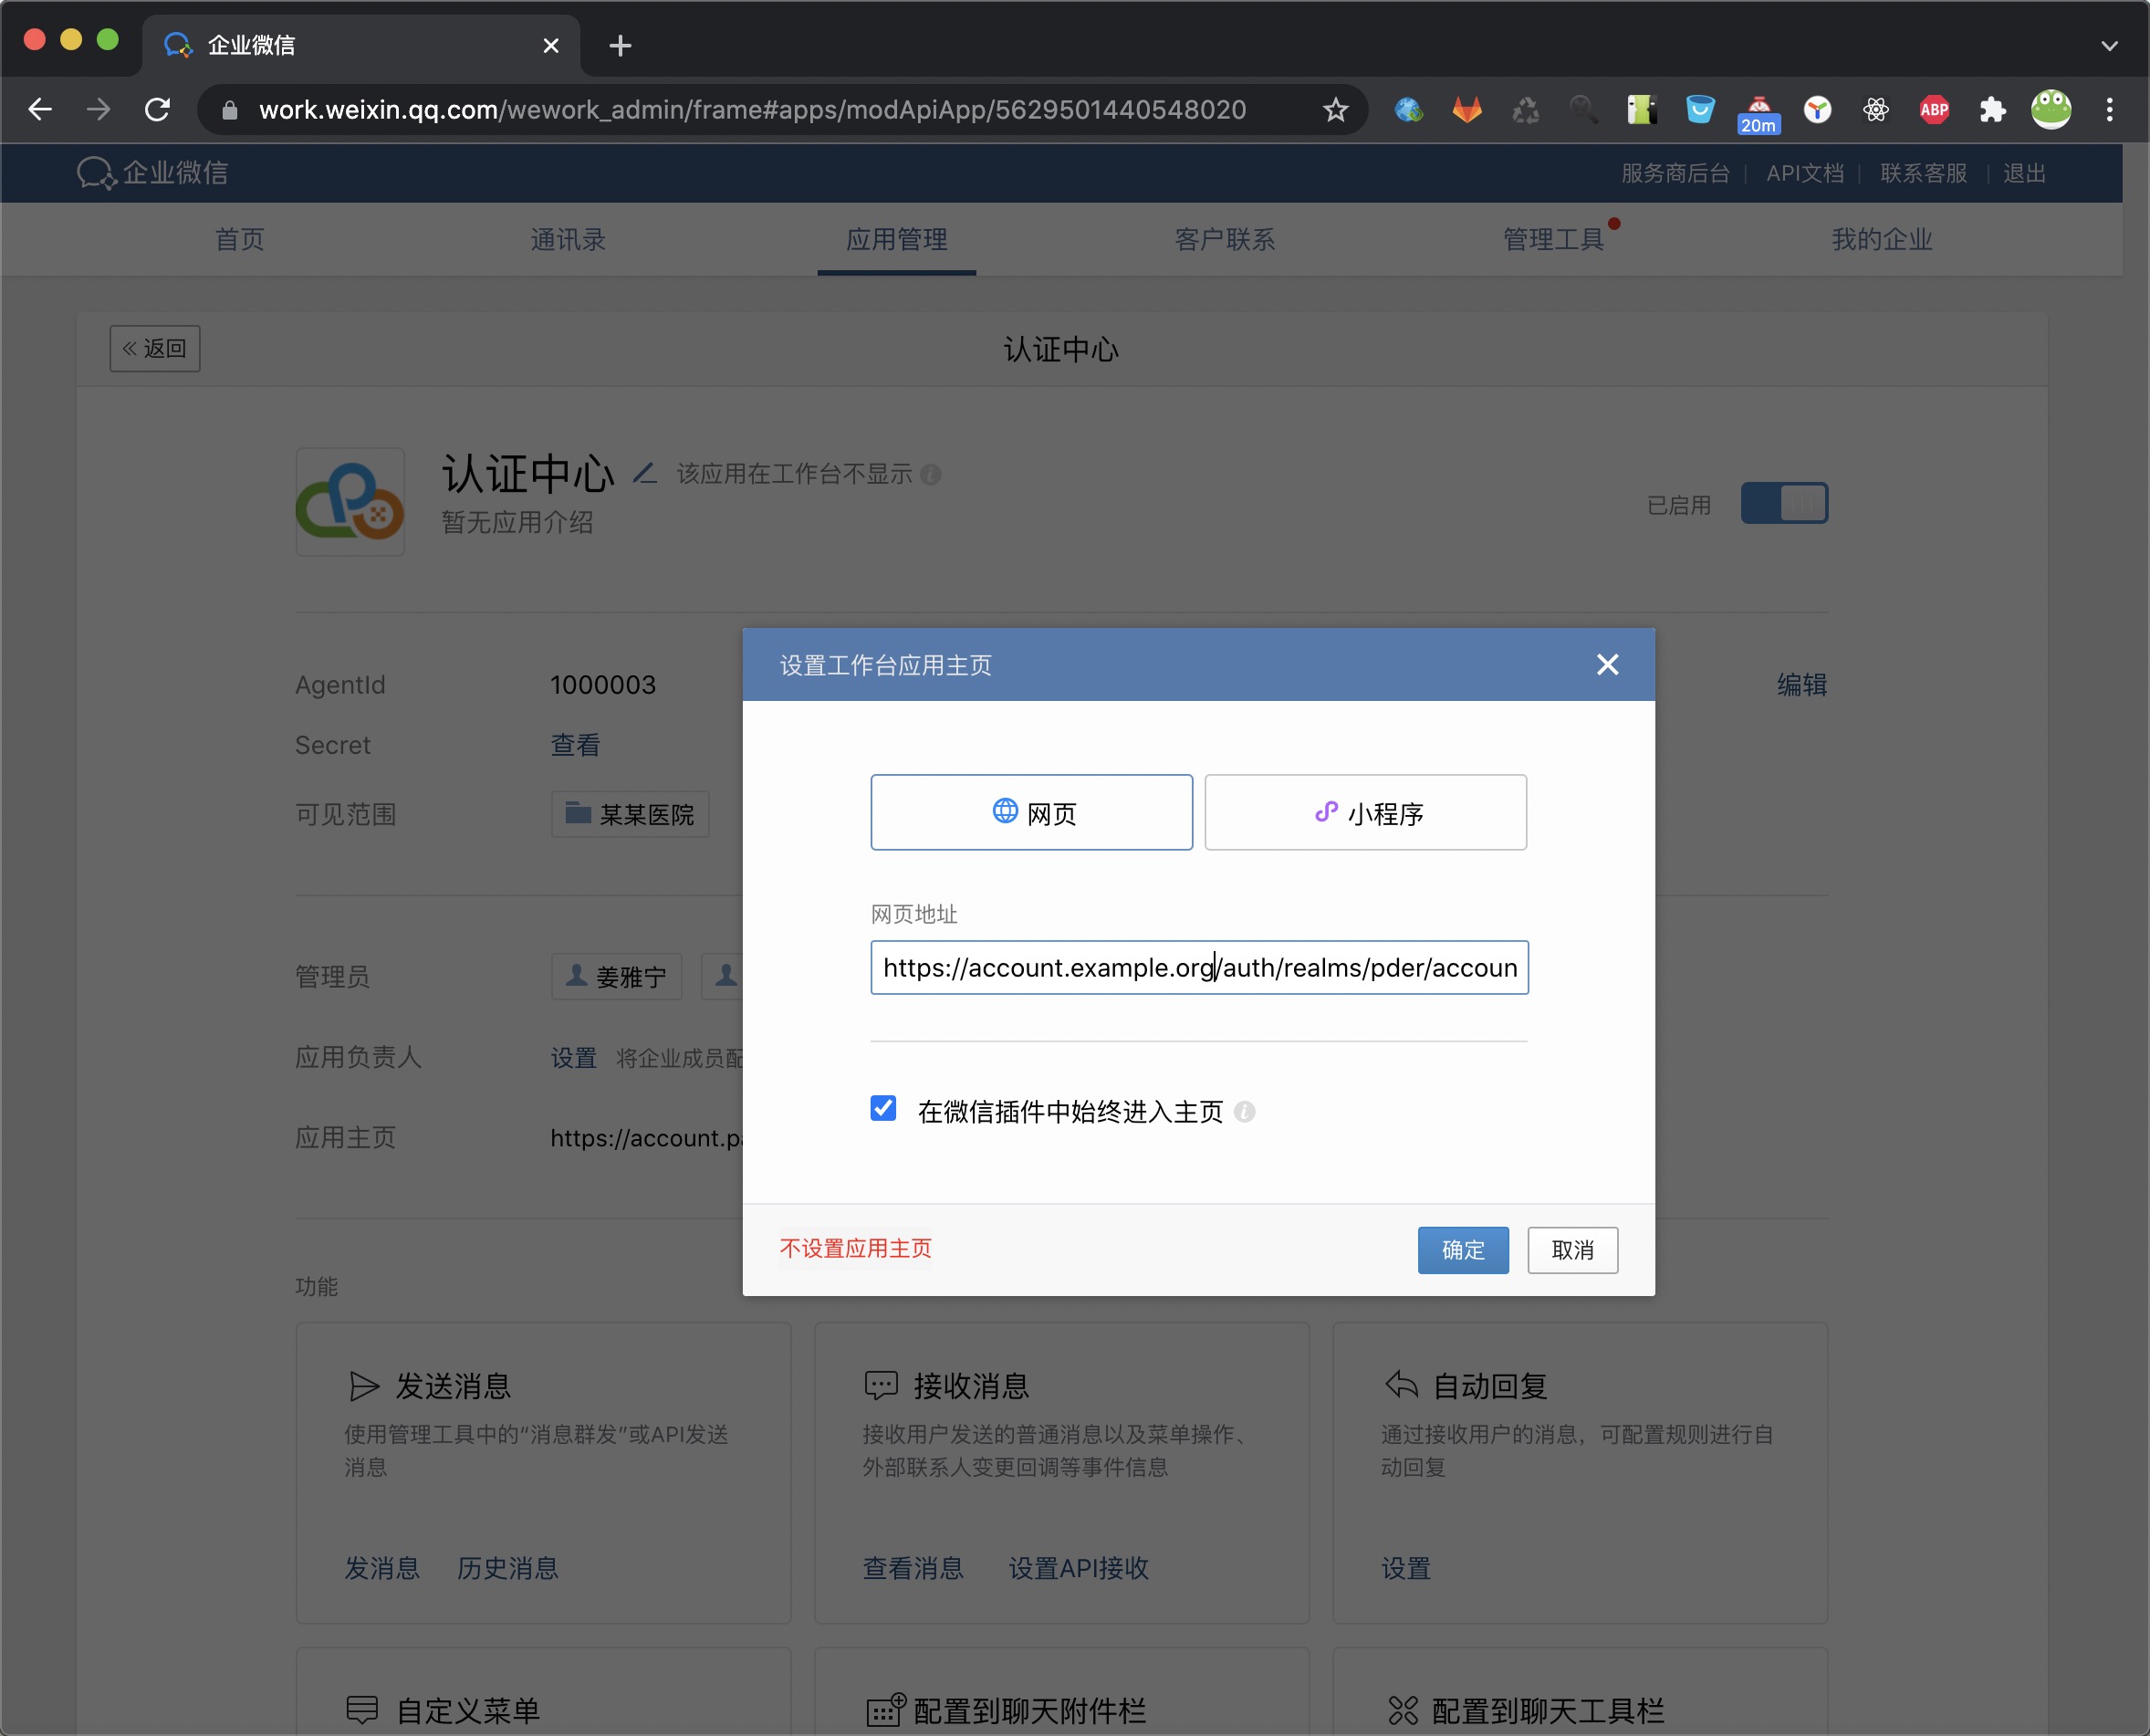 企业微信
work.weixin.qq.com/wework_admin/frame#apps/modApiApp/5629501440548020
ABP
20m
企业微信
服务商后台 | API文档 | 联系客服 | 退出
首页 通讯录 应用管理 客户联系 管理工具 我的企业
« 返回
认证中心
认证中心 该应用在工作台不显示
暂无应用介绍
已启用
设置工作台应用主页
AgentId 1000003
编辑
Secret 查看
可见范围 某某医院
网页 小程序
网页地址
https://account.example.org/auth/realms/pder/accoun
管理员 姜雅宁
应用负责人 设置 将企业成员配
在微信插件中始终进入主页
应用主页 https://account.pa
不设置应用主页
确定 取消
功能
发送消息
使用管理工具中的“消息群发”或API发送
消息
发消息 历史消息
接收消息
接收用户发送的普通消息以及菜单操作、
外部联系人变更回调等事件信息
查看消息 设置API接收
自动回复
通过接收用户的消息，可配置规则进行自
动回复
设置
自定义菜单
配置到聊天附件栏
配置到聊天工具栏